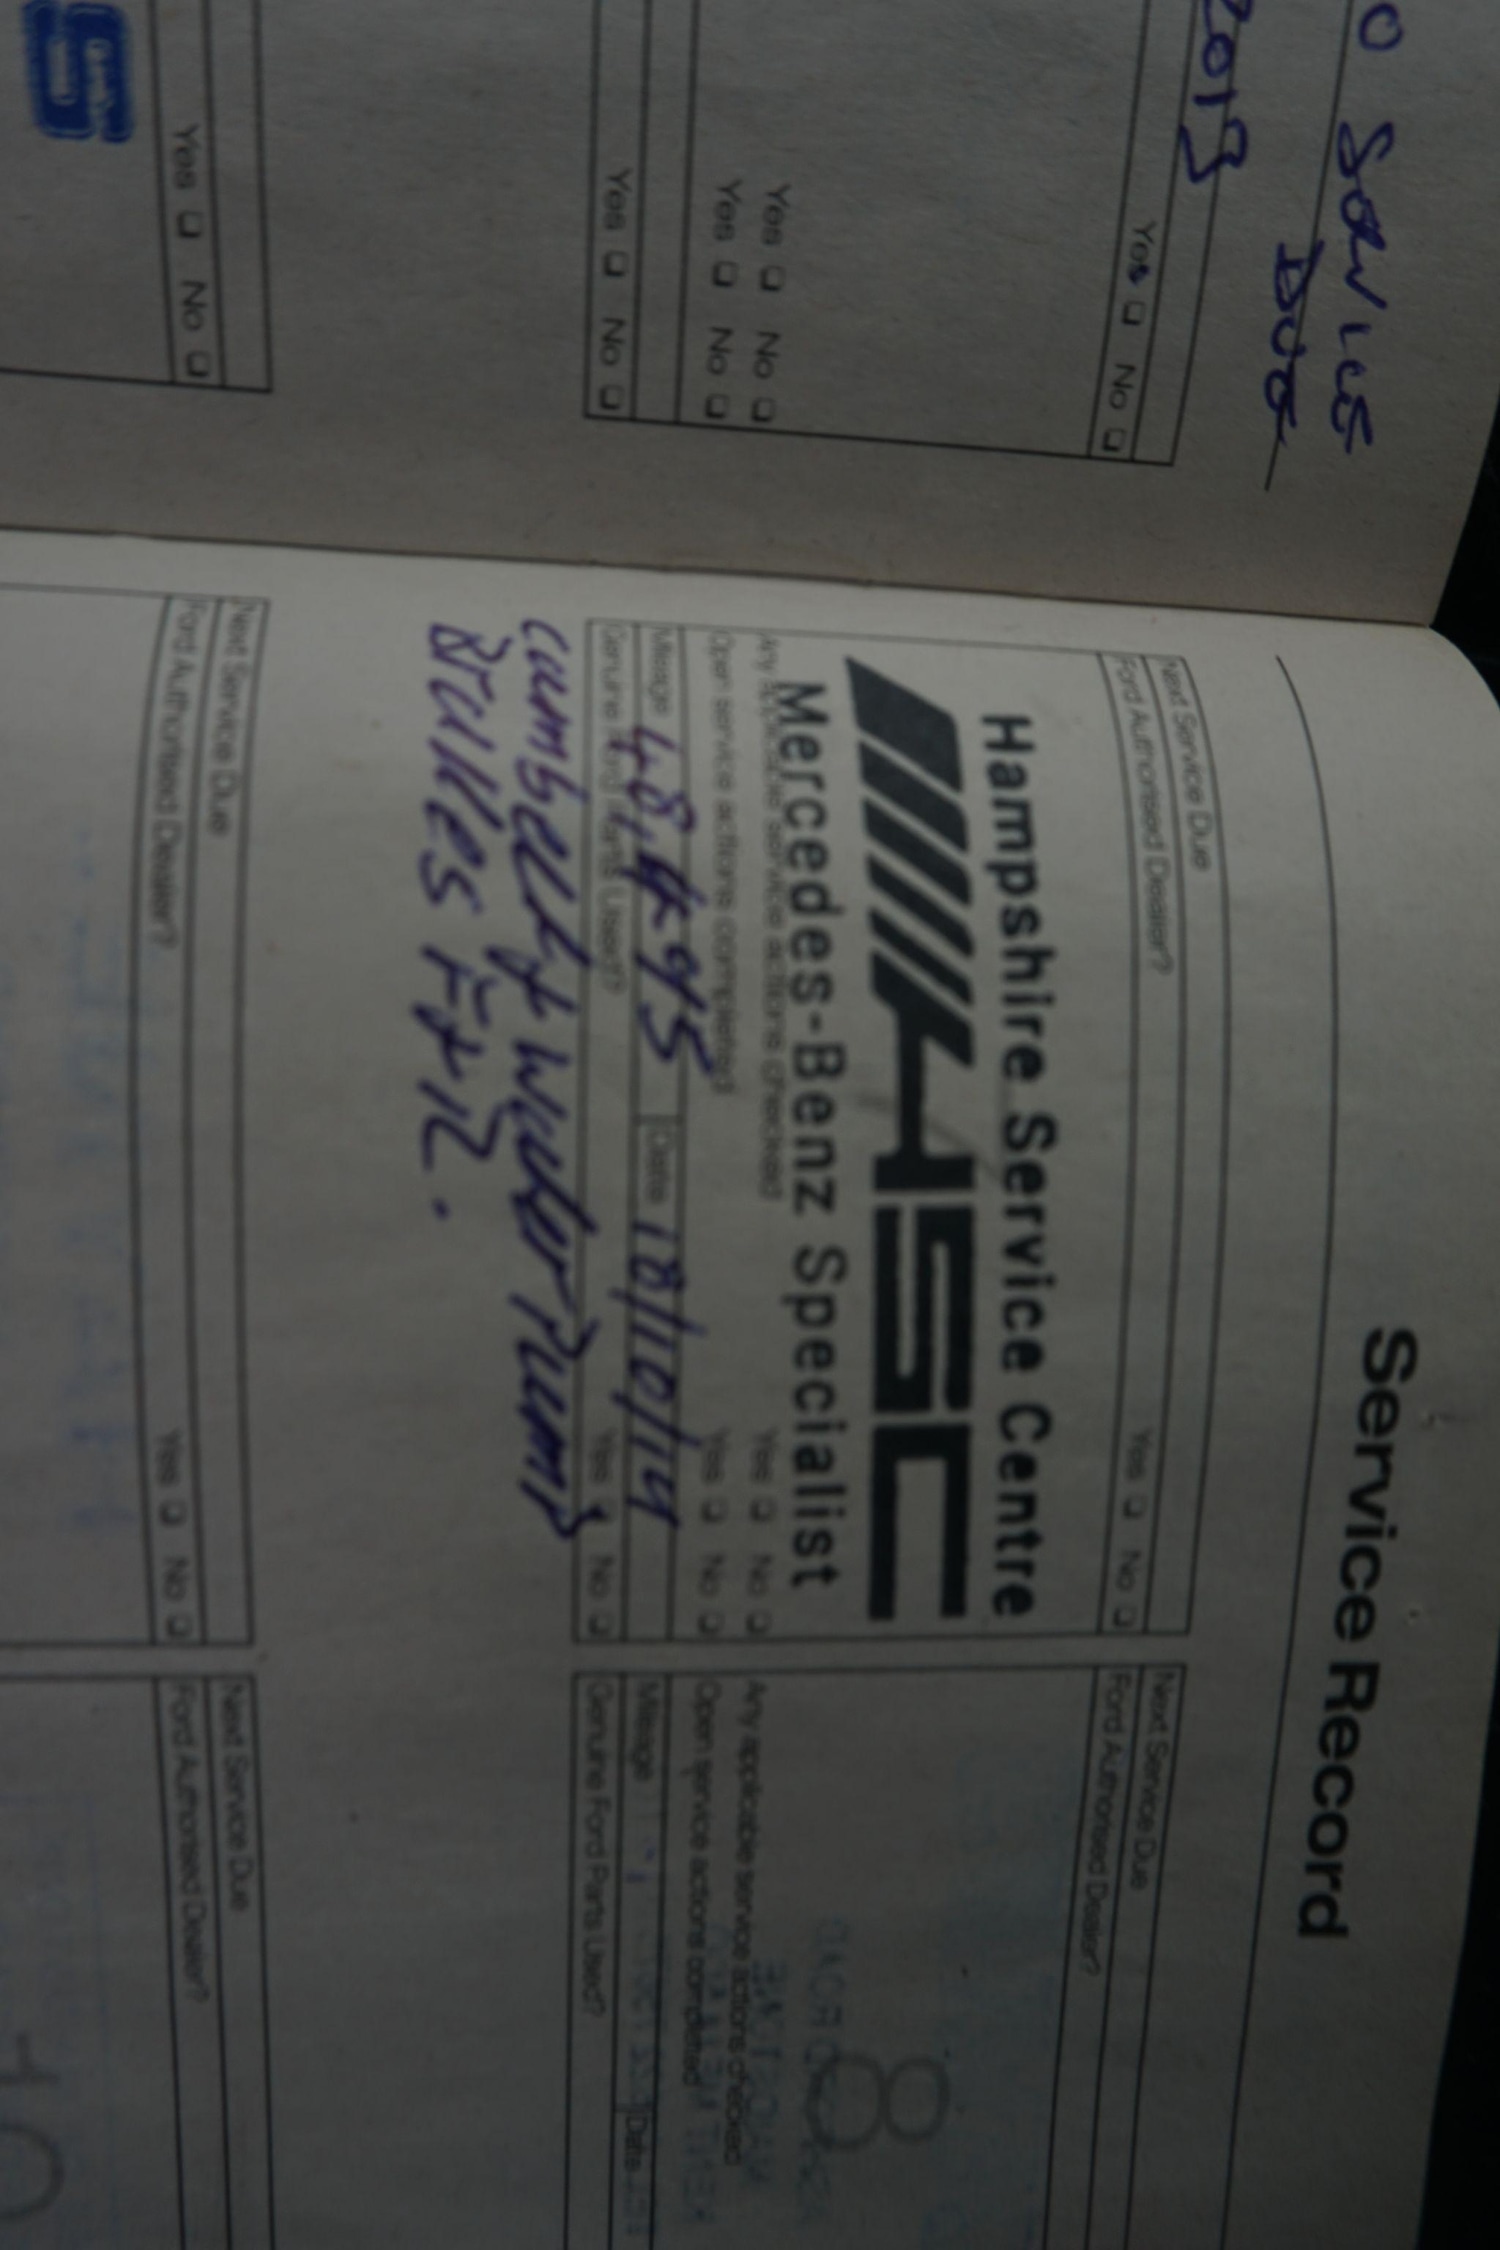 O SERVICE
DUE
2013
Yes ❑ No ❑
Yes ❑ No ❑
Yes ❑ No ❑
Yes ❑ No ❑
Yes ❑ No ❑
S
Service Record
Next Service Due
Ford Authorised Dealer? Yes ❑ No ❑
Hampshire Service Centre
HSC
Mercedes-Benz Specialist
Any applicable service actions checked Yes ❑ No ❑
Open service actions completed Yes ❑ No ❑
Mileage 48, 495 Date 18/10/14
Genuine Ford Parts Used? Yes ❑ No ❑
Cambelt & Water Pump
Next Service Due
Ford Authorised Dealer? Yes ❑ No ❑
Next Service Due
Ford Authorised Dealer?
8
Any applicable service actions checked
Open service actions completed
Mileage Date
Genuine Ford Parts Used?
Next Service Due
Ford Authorised Dealer?
10